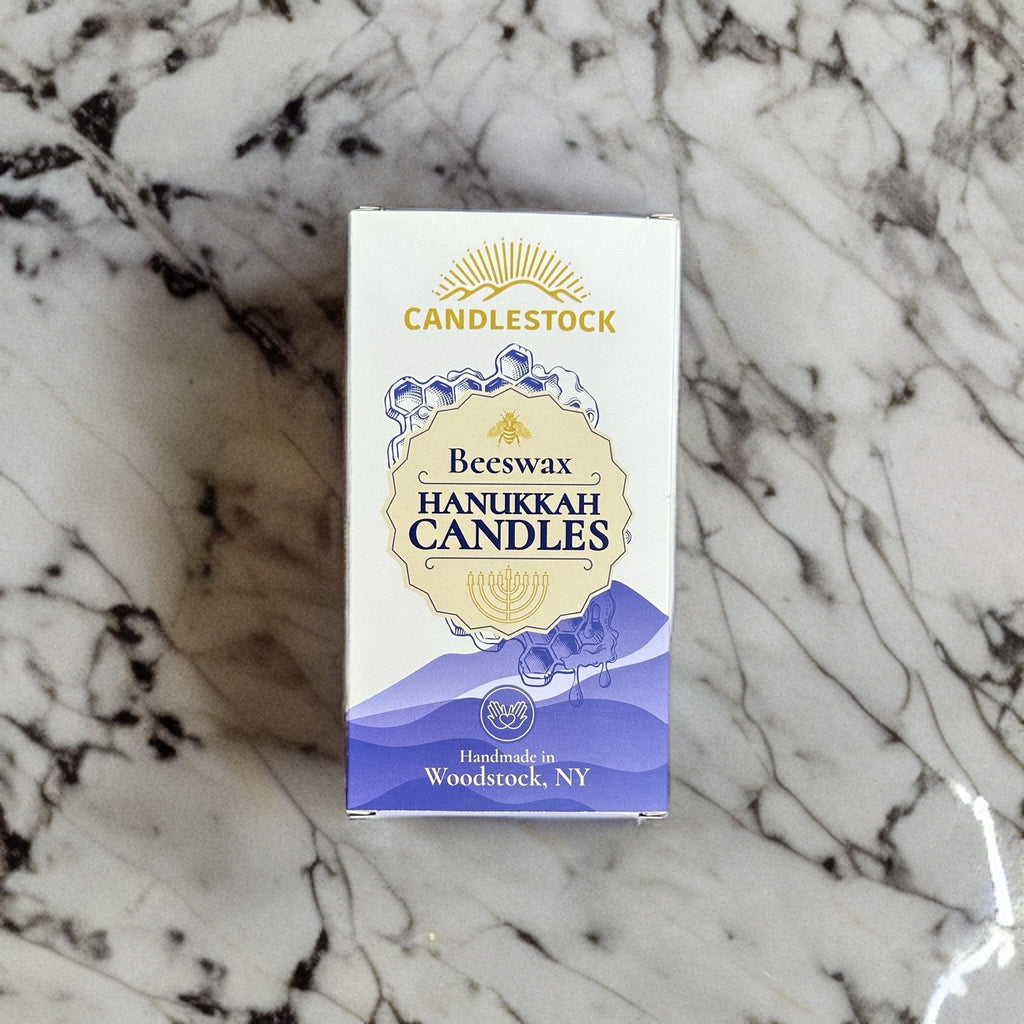 CANDLESTOCK
Beeswax
HANUKKAH
CANDLES
Handmade in
Woodstock, NY